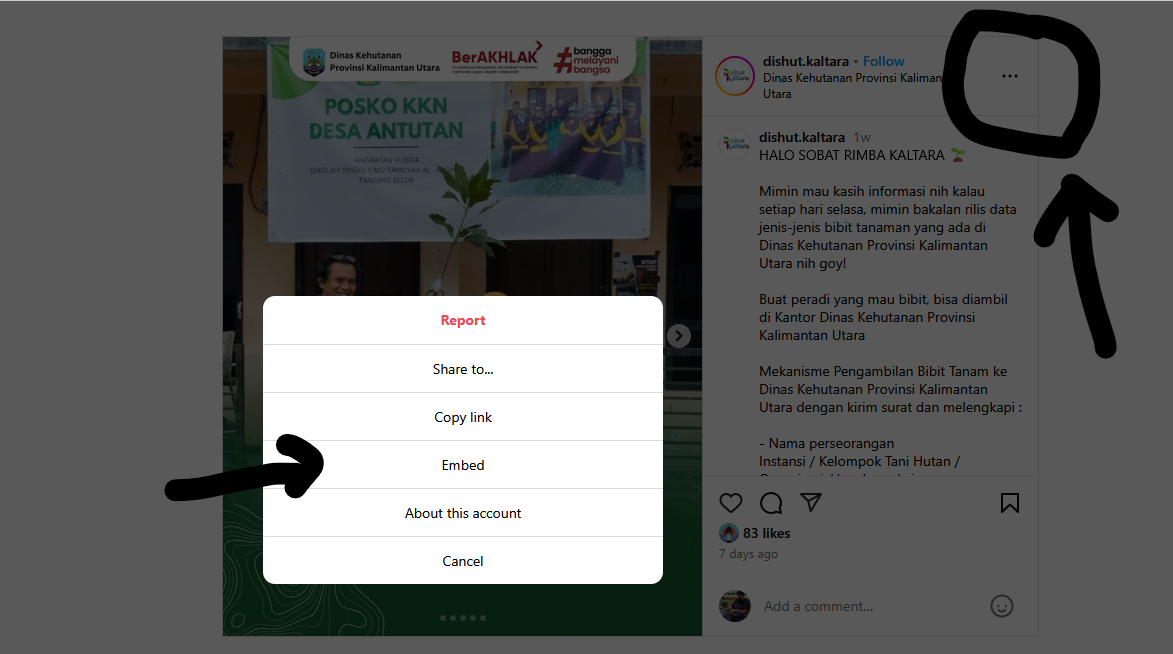 Dinas Kehutanan
Provinsi Kalimantan Utara
BerAKHLAK
#bangga
melayani
bangsa
POSKO KKN
DESA ANTUTAN
ANGKATAN VI 2024
SEKOLAH TINGGI ILMU TARBIYAH AL -
TANJUNG SELOR
STOP
Report
Share to...
Copy link
Embed
About this account
Cancel
Dishut
Kaltara
dishut.kaltara • Follow
Dinas Kehutanan Provinsi Kaliman
Utara
Dishut
Kaltara
dishut.kaltara 1w
HALO SOBAT RIMBA KALTARA 🌱
Mimin mau kasih informasi nih kalau
setiap hari selasa, mimin bakalan rilis data
jenis-jenis bibit tanaman yang ada di
Dinas Kehutanan Provinsi Kalimantan
Utara nih goy!
Buat peradi yang mau bibit, bisa diambil
di Kantor Dinas Kehutanan Provinsi
Kalimantan Utara
Mekanisme Pengambilan Bibit Tanam ke
Dinas Kehutanan Provinsi Kalimantan
Utara dengan kirim surat dan melengkapi :
- Nama perseorangan
Instansi / Kelompok Tani Hutan /
83 likes
7 days ago
Add a comment...